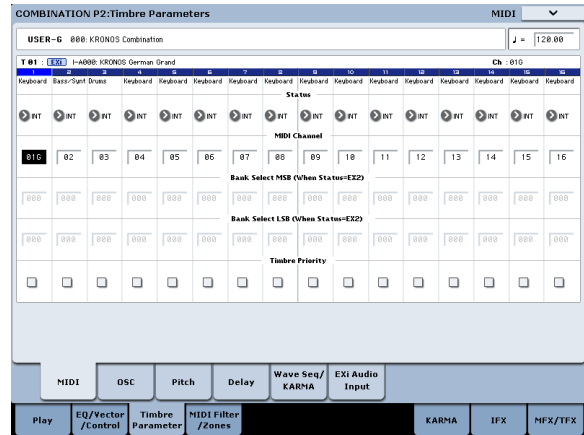 COMBINATION P2:Timbre Parameters MIDI
USER-G 000: KRONOS Combination ♩= 120.00
T 01 : EXi I-A000: KRONOS German Grand Ch : 01G
1 2 3 4 5 6 7 8 9 10 11 12 13 14 15 16
Keyboard Bass/Synt Drums Keyboard Keyboard Keyboard Keyboard Keyboard Keyboard Keyboard Keyboard Keyboard Keyboard Keyboard Keyboard Keyboard
Status
INT INT INT INT INT INT INT INT INT INT INT INT INT INT INT INT
MIDI Channel
01G 02 03 04 05 06 07 08 09 10 11 12 13 14 15 16
Bank Select MSB (When Status=EX2)
000 000 000 000 000 000 000 000 000 000 000 000 000 000 000 000
Bank Select LSB (When Status=EX2)
000 000 000 000 000 000 000 000 000 000 000 000 000 000 000 000
Timbre Priority
MIDI OSC Pitch Delay Wave Seq/ KARMA EXi Audio Input
Play EQ/Vector /Control Timbre Parameter MIDI Filter /Zones KARMA IFX MFX/TFX